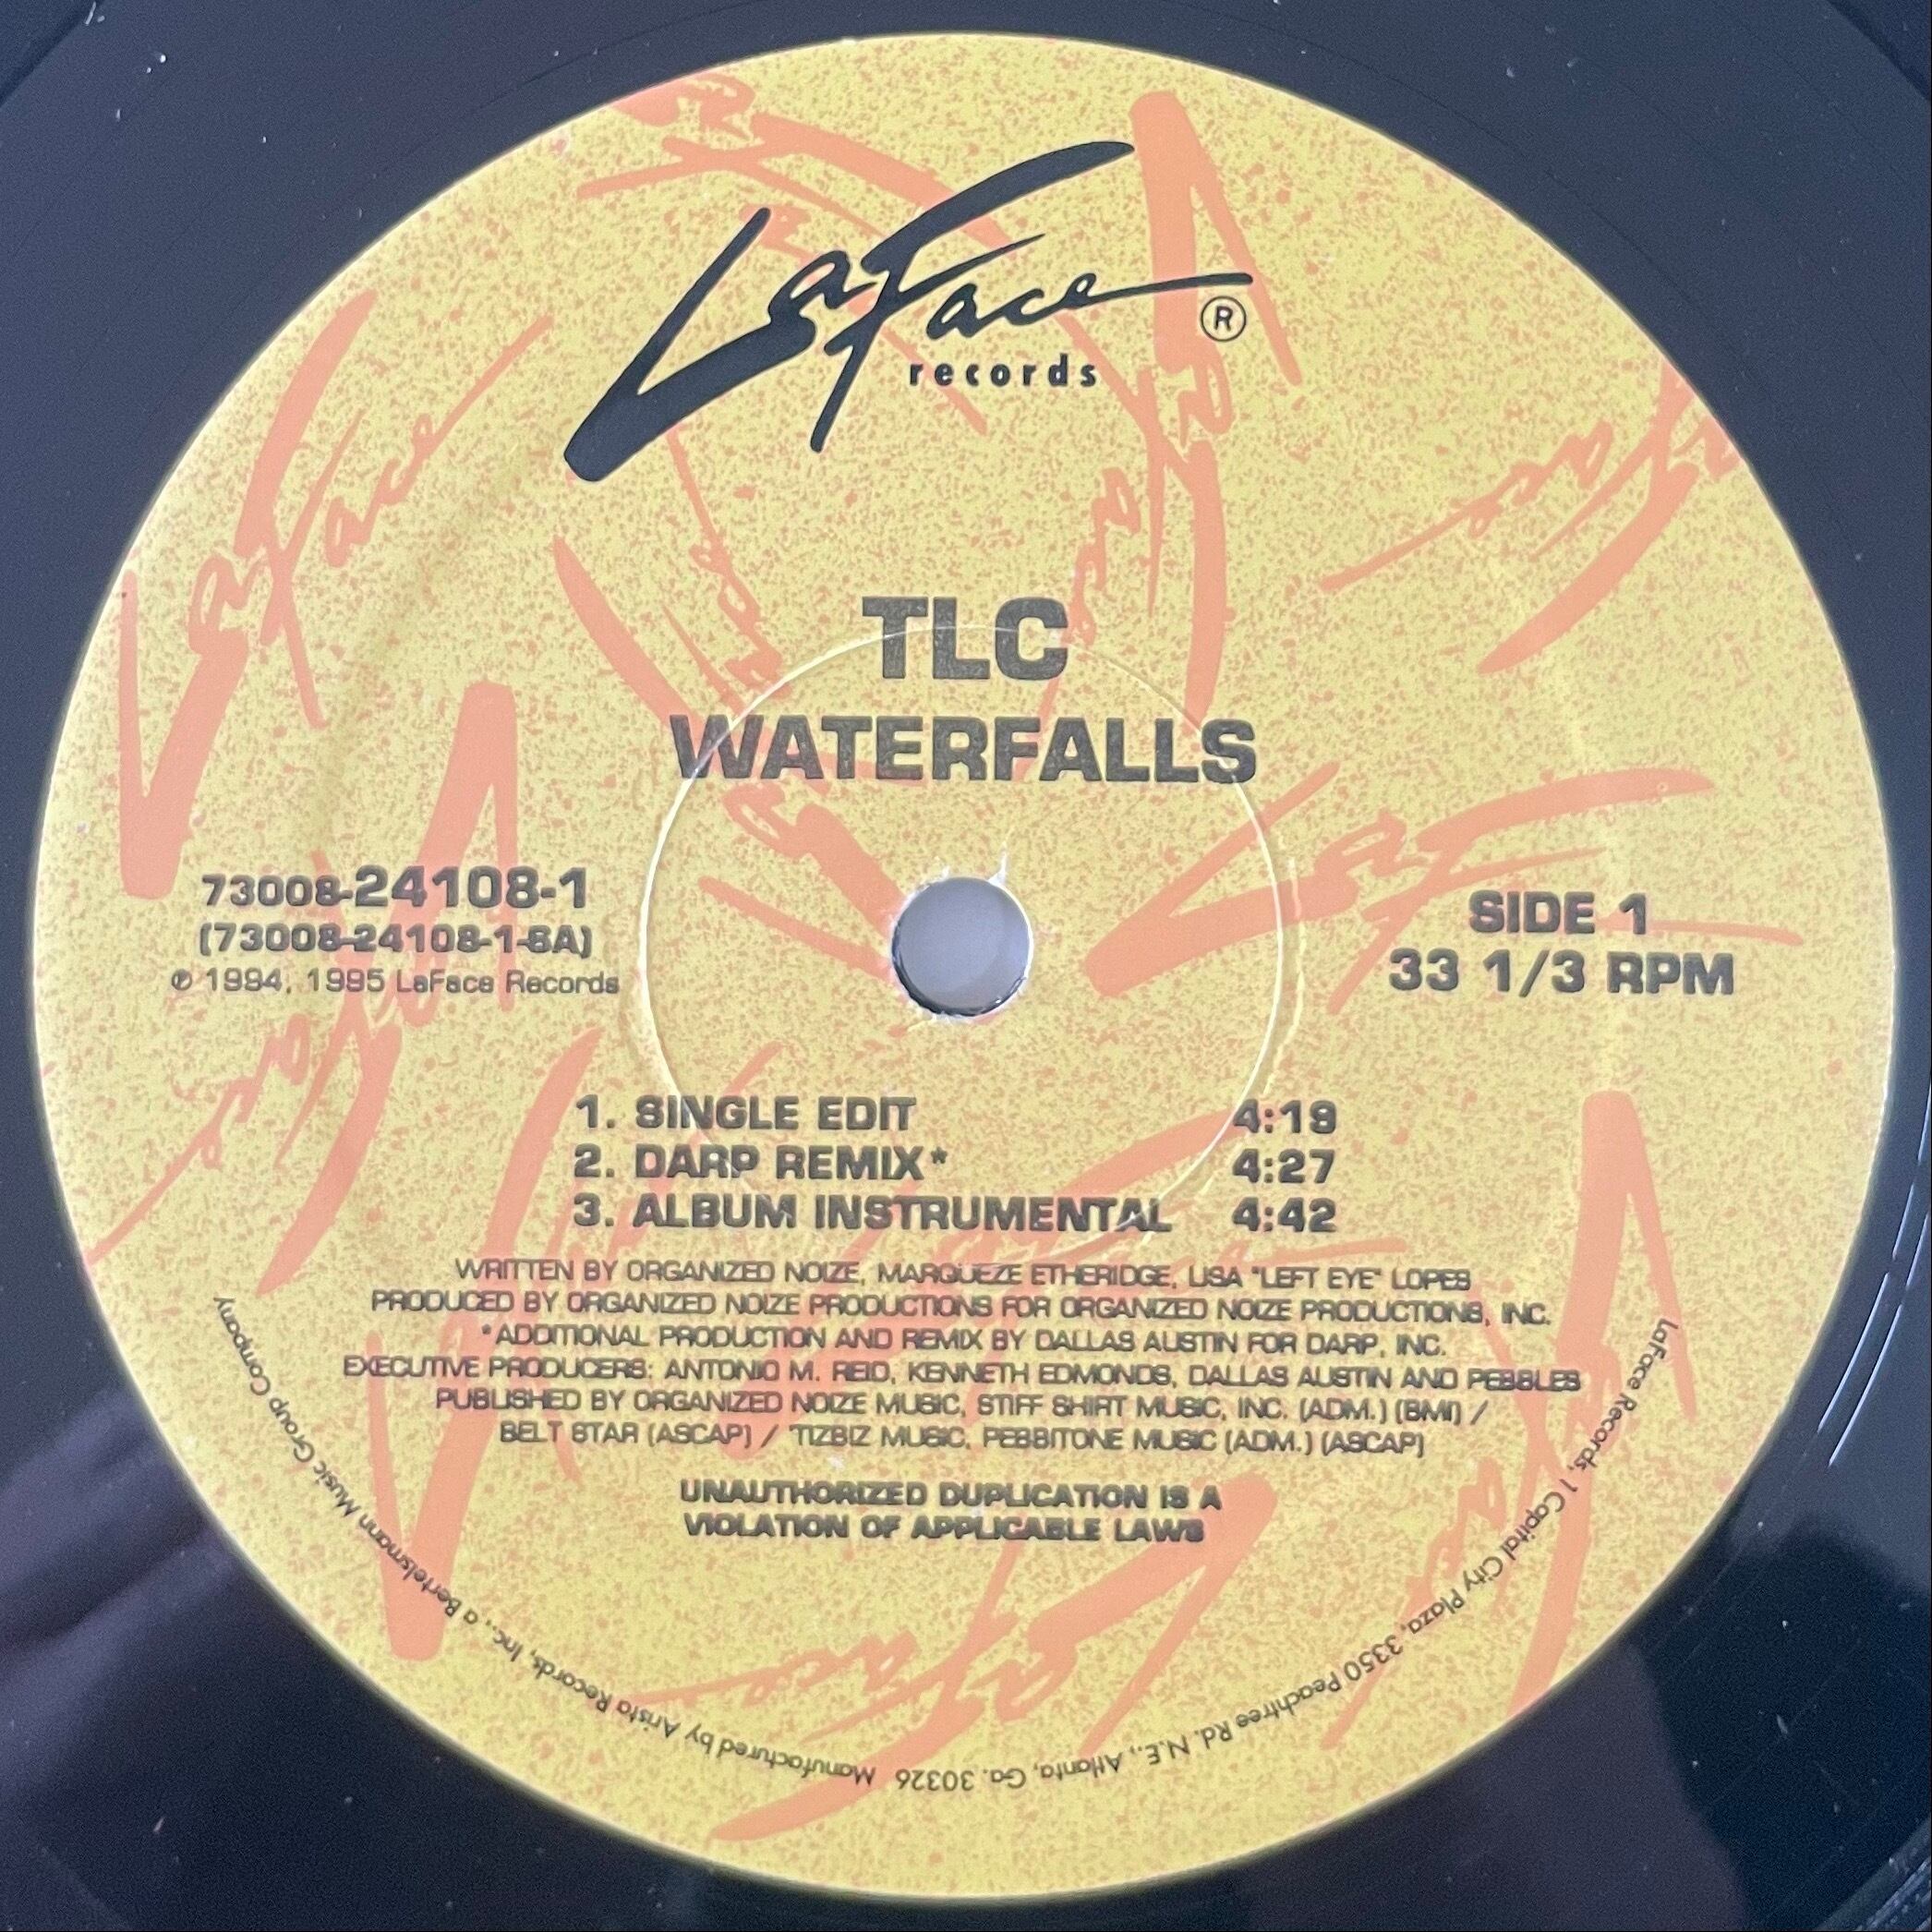 LaFace ®
records
TLC
WATERFALLS
73008-24108-1
(73008-24108-1-SA)
℗ 1994, 1995 LaFace Records
SIDE 1
33 1/3 RPM
1. SINGLE EDIT 4:19
2. DARP REMIX* 4:27
3. ALBUM INSTRUMENTAL 4:42
WRITTEN BY ORGANIZED NOIZE, MARQUEZE ETHERIDGE, LISA "LEFT EYE" LOPES
PRODUCED BY ORGANIZED NOIZE PRODUCTIONS FOR ORGANIZED NOIZE PRODUCTIONS, INC.
*ADDITIONAL PRODUCTION AND REMIX BY DALLAS AUSTIN FOR DARP, INC.
EXECUTIVE PRODUCERS: ANTONIO M. REID, KENNETH EDMONDS, DALLAS AUSTIN AND PEBBLES
PUBLISHED BY ORGANIZED NOIZE MUSIC, STIFF SHIRT MUSIC, INC. (ADM.) (BMI) /
BELT STAR (ASCAP) / TIZBIZ MUSIC, PEBBITONE MUSIC (ADM.) (ASCAP)
UNAUTHORIZED DUPLICATION IS A
VIOLATION OF APPLICABLE LAWS
LaFace Records, 1 Capital City Plaza, 3350 Peachtree Rd. N.E., Atlanta, Ga. 30326 Manufactured by Arista Records, Inc., a Bertelsmann Music Group Company